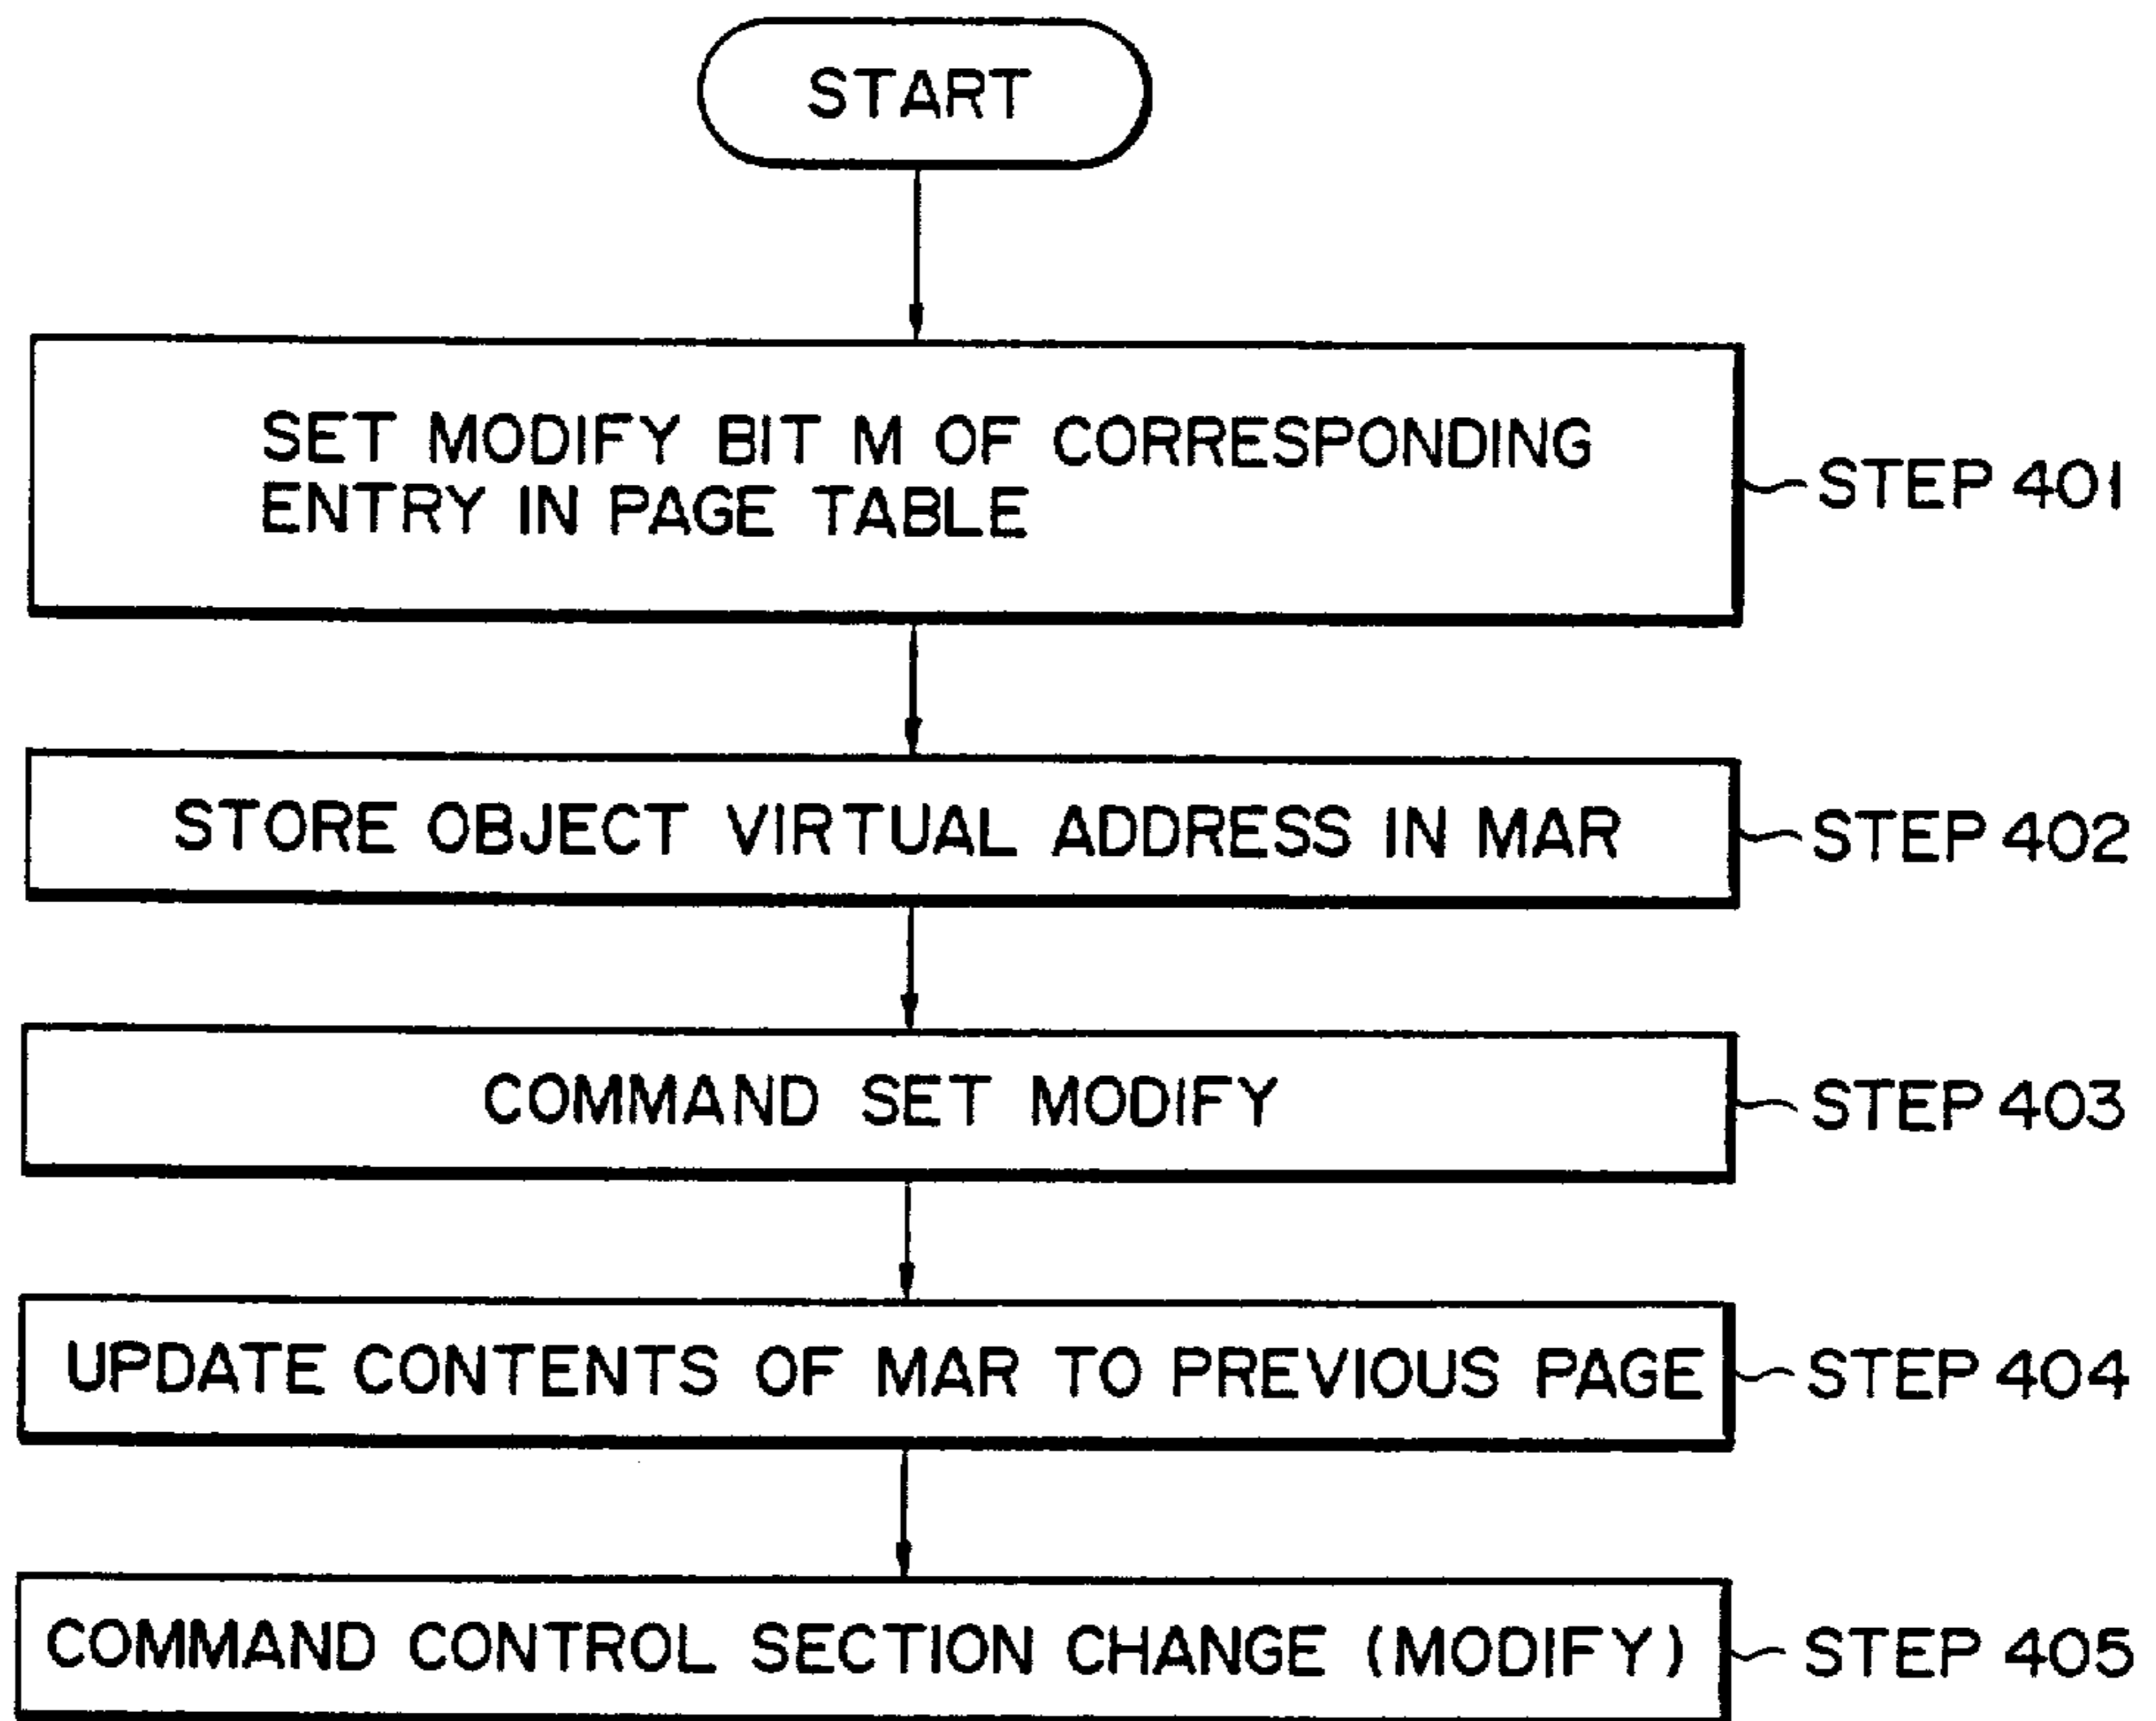 START
SET MODIFY BIT M OF CORRESPONDING
ENTRY IN PAGE TABLE
STEP 401
STORE OBJECT VIRTUAL ADDRESS IN MAR
STEP 402
COMMAND SET MODIFY
STEP 403
UPDATE CONTENTS OF MAR TO PREVIOUS PAGE
STEP 404
COMMAND CONTROL SECTION CHANGE (MODIFY)
STEP 405